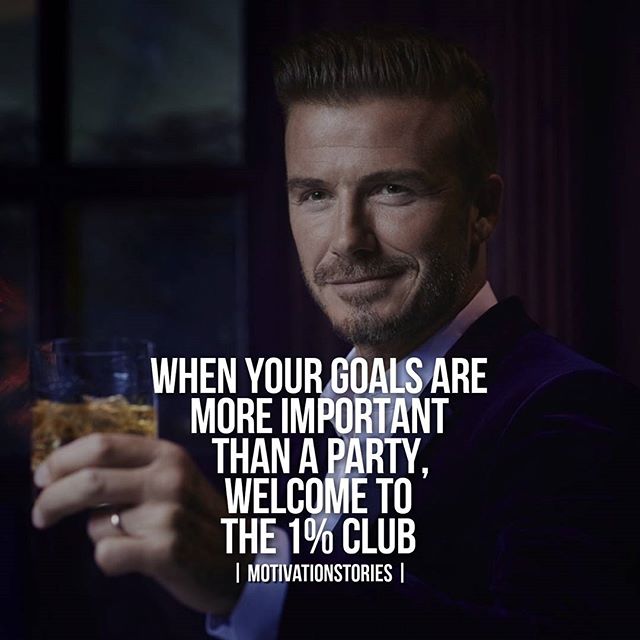 WHEN YOUR GOALS ARE
MORE IMPORTANT
THAN A PARTY,
WELCOME TO
THE 1% CLUB
| MOTIVATIONSTORIES |